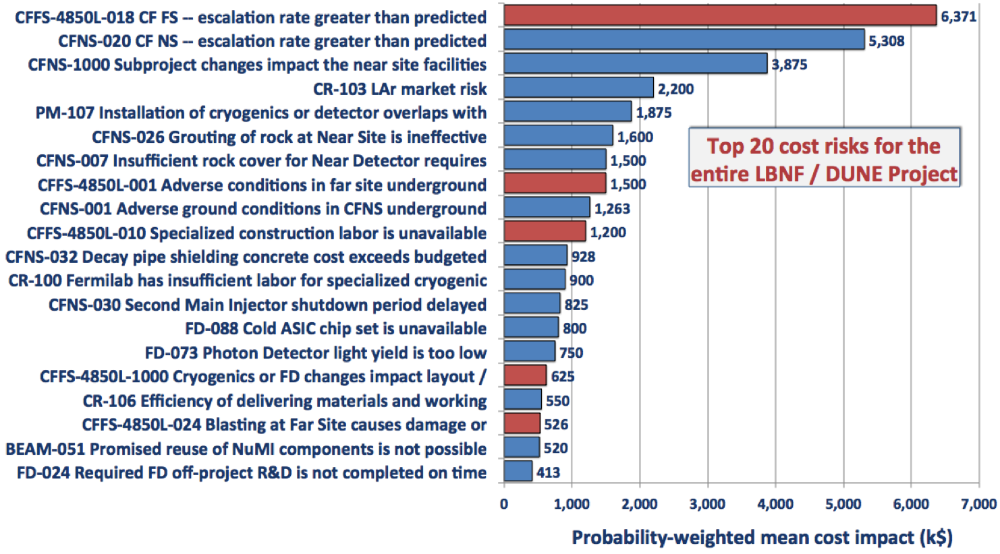 CFFS-4850L-018 CF FS -- escalation rate greater than predicted 6,371
CFNS-020 CF NS -- escalation rate greater than predicted 5,308
CFNS-1000 Subproject changes impact the near site facilities 3,875
CR-103 LAr market risk 2,200
PM-107 Installation of cryogenics or detector overlaps with 1,875
CFNS-026 Grouting of rock at Near Site is ineffective 1,600
CFNS-007 Insufficient rock cover for Near Detector requires 1,500
CFFS-4850L-001 Adverse conditions in far site underground 1,500
CFNS-001 Adverse ground conditions in CFNS underground 1,263
CFFS-4850L-010 Specialized construction labor is unavailable 1,200
CFNS-032 Decay pipe shielding concrete cost exceeds budgeted 928
CR-100 Fermilab has insufficient labor for specialized cryogenic 900
CFNS-030 Second Main Injector shutdown period delayed 825
FD-088 Cold ASIC chip set is unavailable 800
FD-073 Photon Detector light yield is too low 750
CFFS-4850L-1000 Cryogenics or FD changes impact layout / 625
CR-106 Efficiency of delivering materials and working 550
CFFS-4850L-024 Blasting at Far Site causes damage or 526
BEAM-051 Promised reuse of NuMI components is not possible 520
FD-024 Required FD off-project R&D is not completed on time 413
Top 20 cost risks for the
entire LBNF / DUNE Project
0 1,000 2,000 3,000 4,000 5,000 6,000 7,000
Probability-weighted mean cost impact (k$)